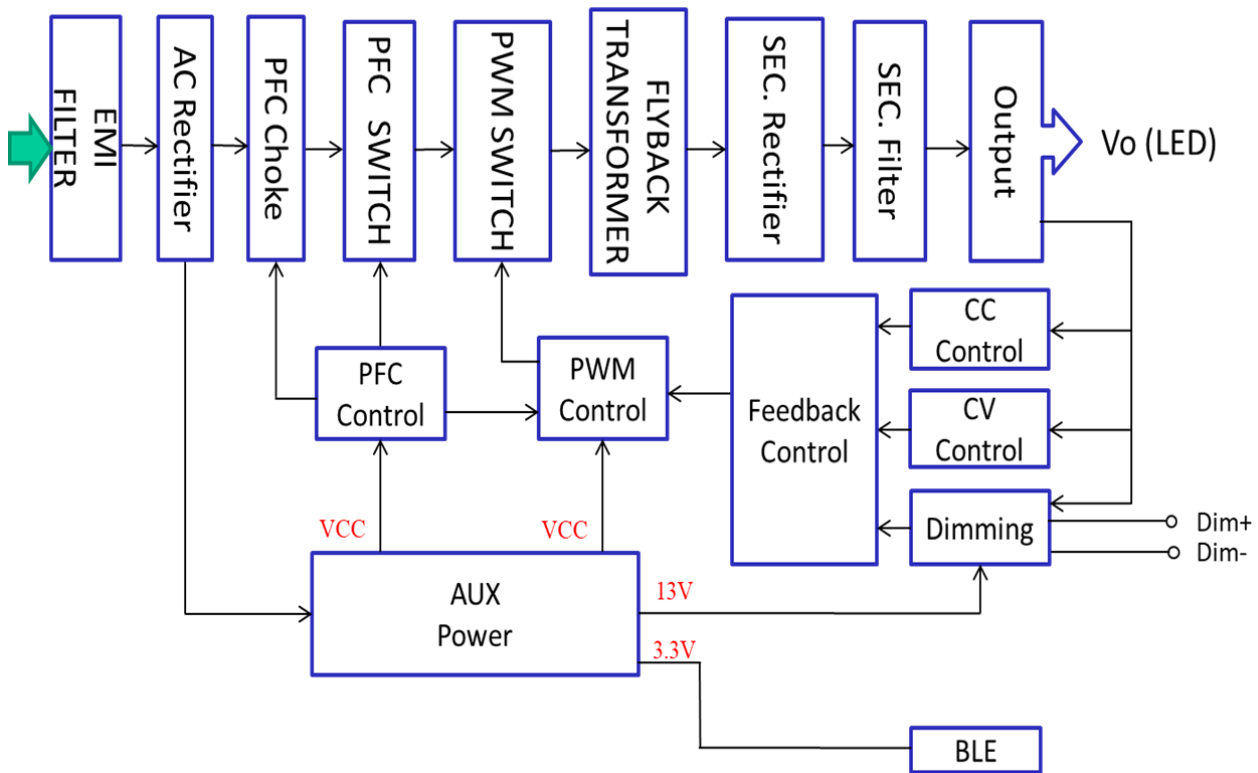 EMI
FILTER
AC Rectifier
PFC Choke
PFC SWITCH
PWM SWITCH
FLYBACK
TRANSFORMER
SEC. Rectifier
SEC. Filter
Output
Vo (LED)
PFC
Control
PWM
Control
Feedback
Control
CC
Control
CV
Control
Dimming
Dim+
Dim-
VCC
VCC
AUX
Power
13V
3.3V
BLE